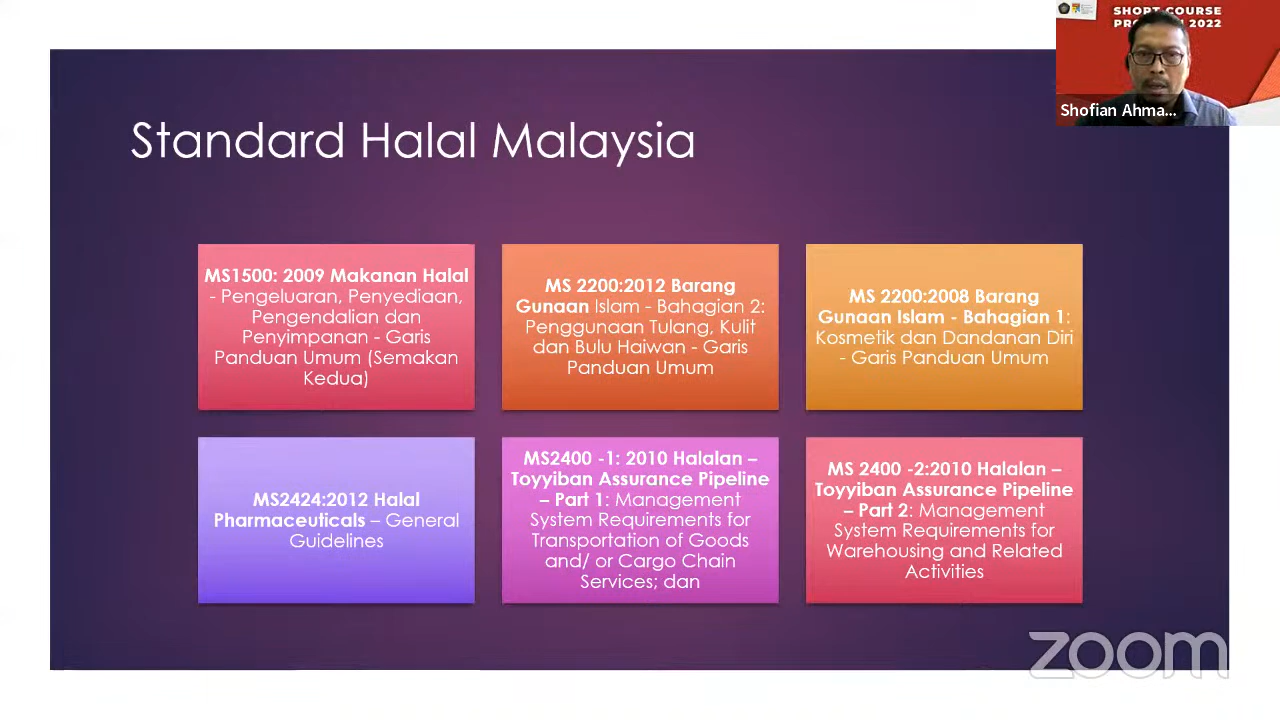 SHORT COURSE
PROGRAM 2022
Shofian Ahma...
Standard Halal Malaysia
MS1500: 2009 Makanan Halal
- Pengeluaran, Penyediaan,
Pengendalian dan
Penyimpanan - Garis
Panduan Umum (Semakan
Kedua)
MS 2200:2012 Barang
Gunaan Islam - Bahagian 2:
Penggunaan Tulang, Kulit
dan Bulu Haiwan - Garis
Panduan Umum
MS 2200:2008 Barang
Gunaan Islam - Bahagian 1:
Kosmetik dan Dandanan Diri
- Garis Panduan Umum
MS2424:2012 Halal
Pharmaceuticals – General
Guidelines
MS2400 -1: 2010 Halalan –
Toyyiban Assurance Pipeline
– Part 1: Management
System Requirements for
Transportation of Goods
and/ or Cargo Chain
Services; dan
MS 2400 -2:2010 Halalan –
Toyyiban Assurance Pipeline
– Part 2: Management
System Requirements for
Warehousing and Related
Activities
zoom